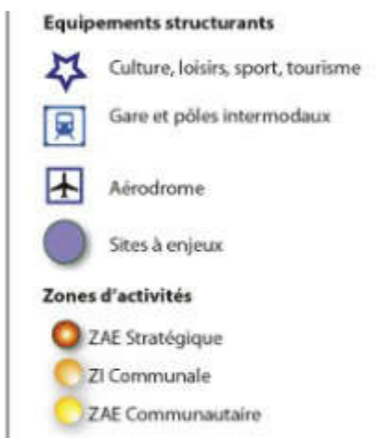 Equipements structurants
Culture, loisirs, sport, tourisme
Gare et pôles intermodaux
Aérodrome
Sites à enjeux
Zones d'activités
ZAE Stratégique
ZI Communale
ZAE Communautaire